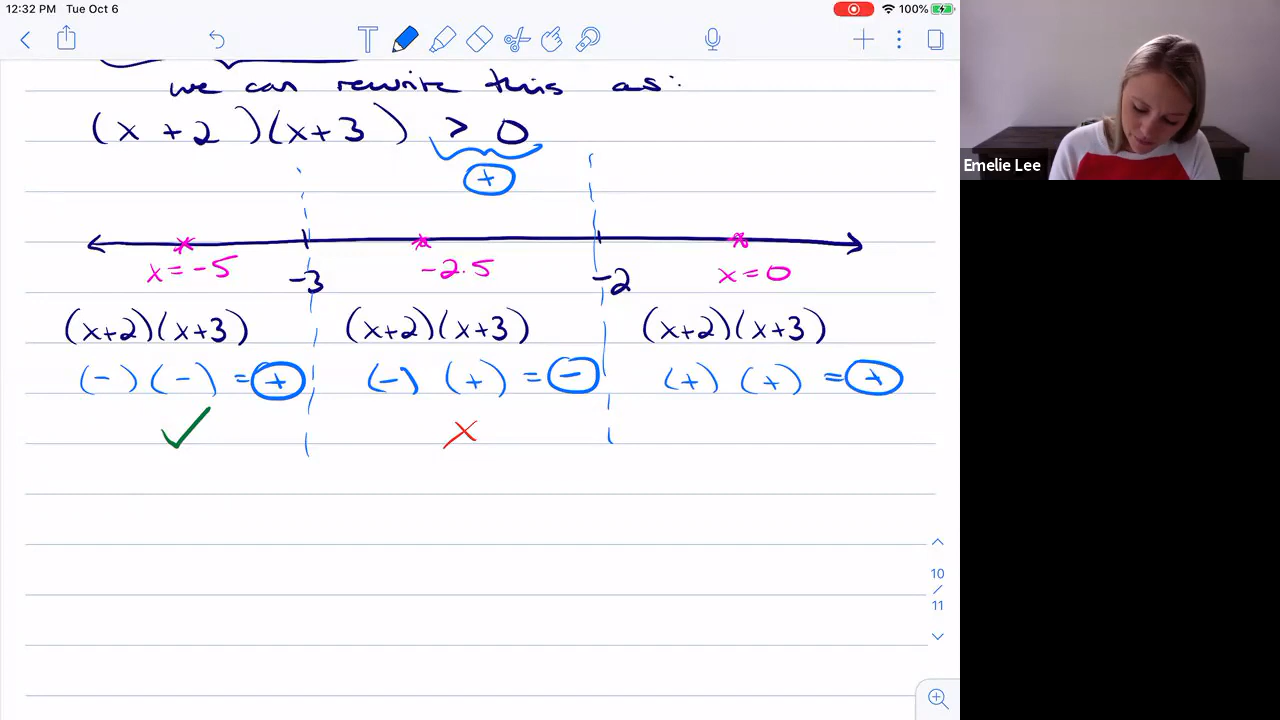 12:32 PM Tue Oct 6
100%
we can rewrite this as:
(x + 2)(x+3) > 0
+
x = -5
-3
-2.5
-2
x = 0
(x+2)(x+3)
(x+2)(x+3)
(x+2)(x+3)
(-)(-) = +
(-)(+) = -
(+)(+) = +
✓
x
Emelie Lee
T
10
/
11